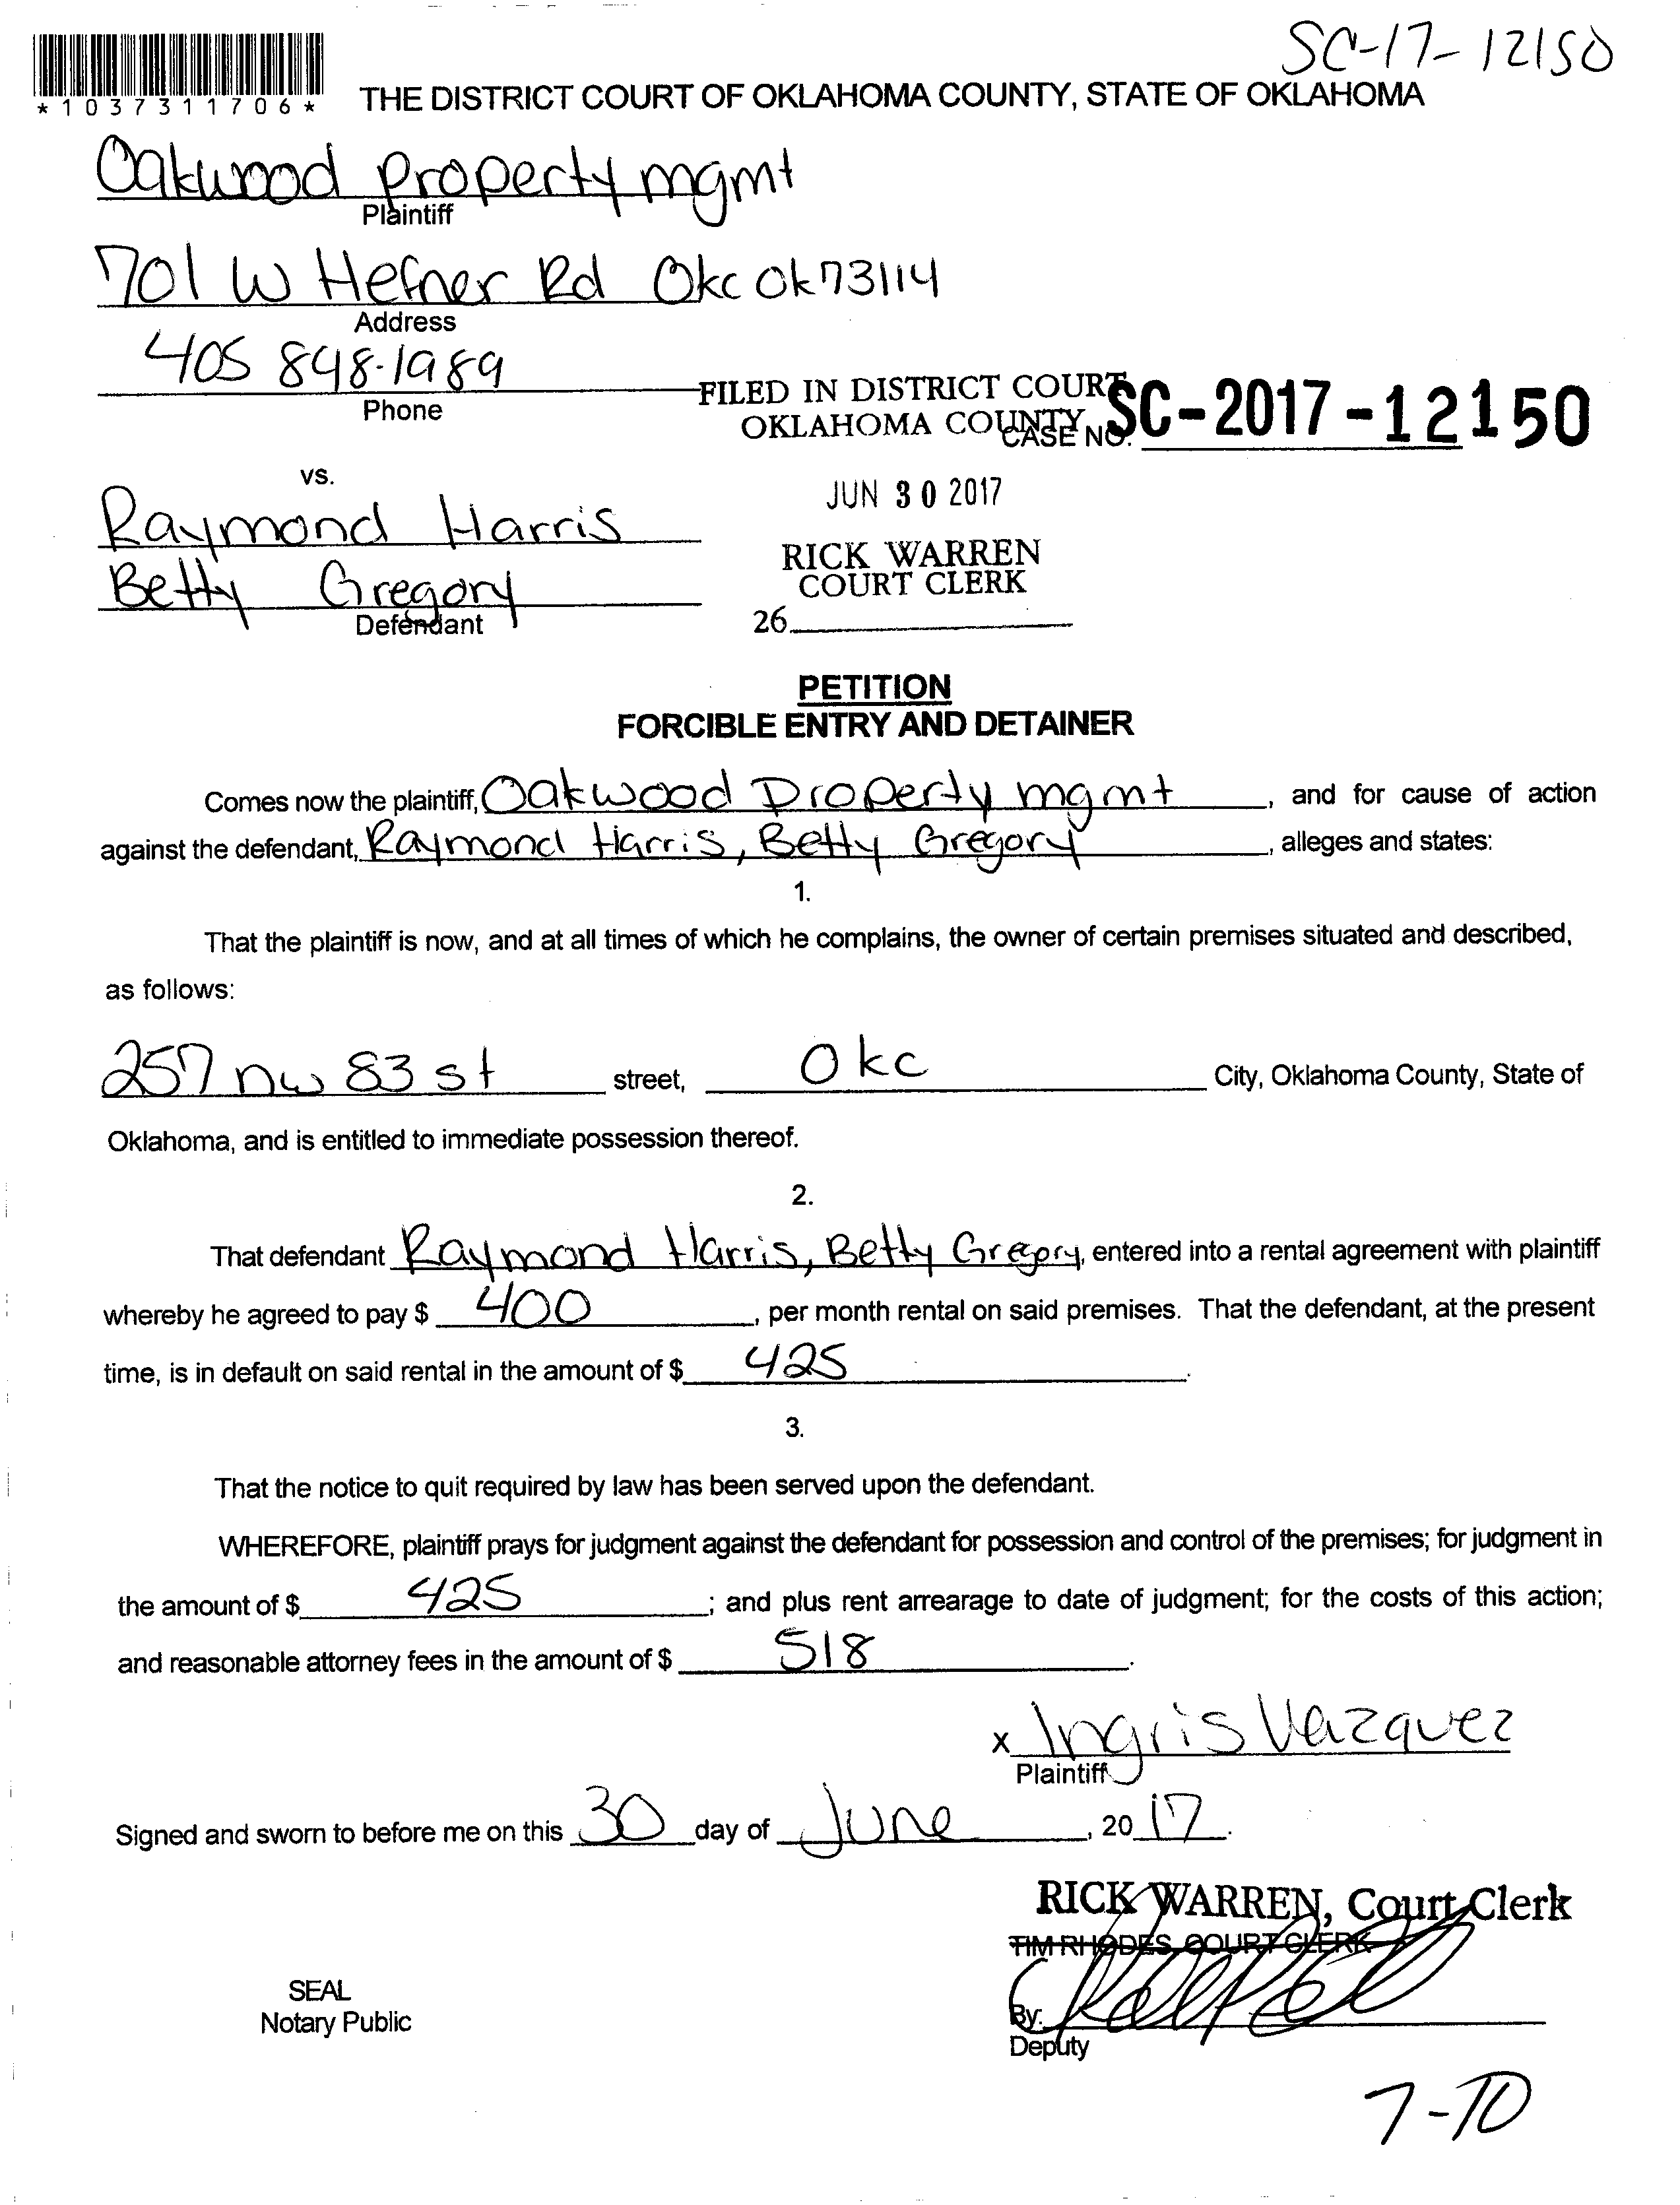 SC-17-12150
*1037311706*
THE DISTRICT COURT OF OKLAHOMA COUNTY, STATE OF OKLAHOMA
Oakwood property mgmt
Plaintiff
701 W Hefner Rd Okc Ok 73114
Address
405 848-1989
Phone
FILED IN DISTRICT COURT
OKLAHOMA COUNTY
CASE NO. SC-2017-12150
vs.
JUN 30 2017
Raymond Harris
RICK WARREN
COURT CLERK
Betty Gregory
Defendant
26
PETITION
FORCIBLE ENTRY AND DETAINER
Comes now the plaintiff, Oakwood Property mgmt, and for cause of action
against the defendant, Raymond Harris, Betty Gregory, alleges and states:
1.
That the plaintiff is now, and at all times of which he complains, the owner of certain premises situated and described,
as follows:
257 nw 83 st street, Okc City, Oklahoma County, State of
Oklahoma, and is entitled to immediate possession thereof.
2.
That defendant Raymond Harris, Betty Gregory, entered into a rental agreement with plaintiff
whereby he agreed to pay $ 400, per month rental on said premises. That the defendant, at the present
time, is in default on said rental in the amount of $ 425.
3.
That the notice to quit required by law has been served upon the defendant.
WHEREFORE, plaintiff prays for judgment against the defendant for possession and control of the premises; for judgment in
the amount of $ 425; and plus rent arrearage to date of judgment; for the costs of this action;
and reasonable attorney fees in the amount of $ 518.
x Ingris Vazquez
Plaintiff
Signed and sworn to before me on this 30 day of June, 2017.
RICK WARREN, Court Clerk
TIM RHODES, COURT CLERK
SEAL
Notary Public
By:
Deputy
7-10